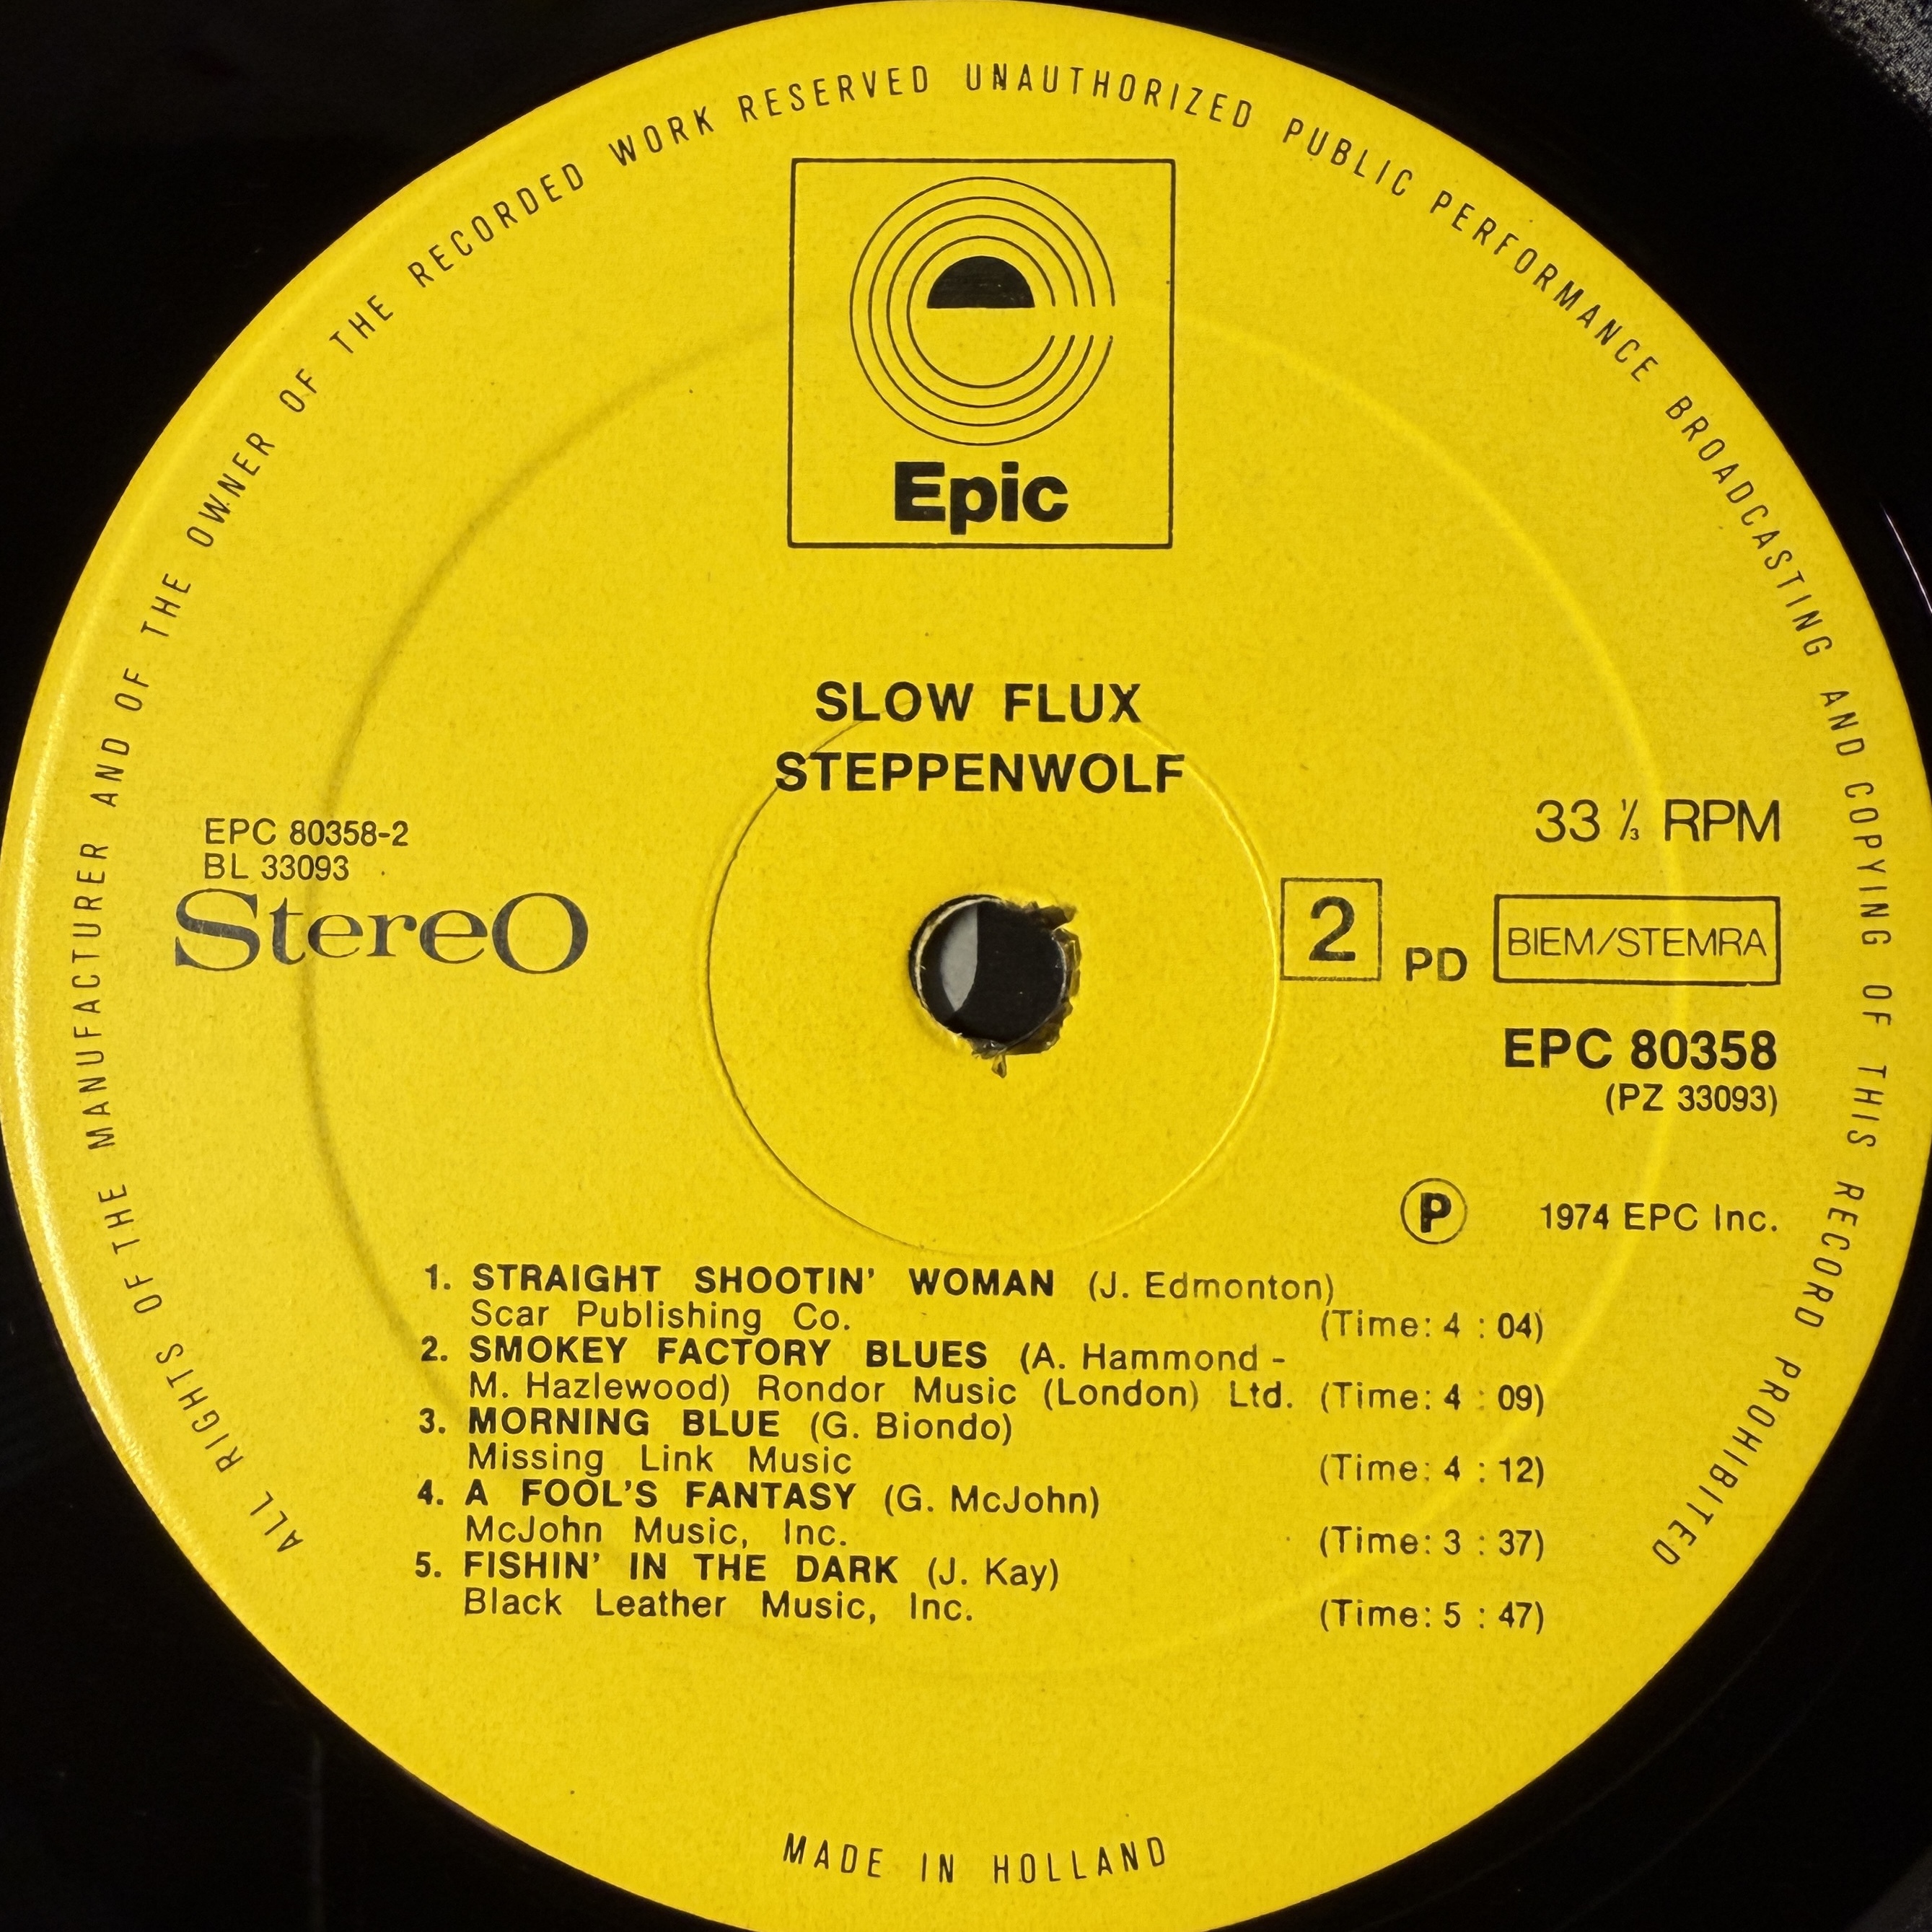 ALL RIGHTS OF THE MANUFACTURER AND OF THE OWNER OF THE RECORDED WORK RESERVED UNAUTHORIZED PUBLIC PERFORMANCE BROADCASTING AND COPYING OF THIS RECORD PROHIBITED
Epic
SLOW FLUX
STEPPENWOLF
EPC 80358-2
BL 33093
Stereo
33 ⅓ RPM
2 PD BIEM/STEMRA
EPC 80358
(PZ 33093)
Ⓟ 1974 EPC Inc.
1. STRAIGHT SHOOTIN' WOMAN (J. Edmonton)
Scar Publishing Co. (Time: 4 : 04)
2. SMOKEY FACTORY BLUES (A. Hammond -
M. Hazlewood) Rondor Music (London) Ltd. (Time: 4 : 09)
3. MORNING BLUE (G. Biondo)
Missing Link Music (Time: 4 : 12)
4. A FOOL'S FANTASY (G. McJohn)
McJohn Music, Inc. (Time: 3 : 37)
5. FISHIN' IN THE DARK (J. Kay)
Black Leather Music, Inc. (Time: 5 : 47)
MADE IN HOLLAND